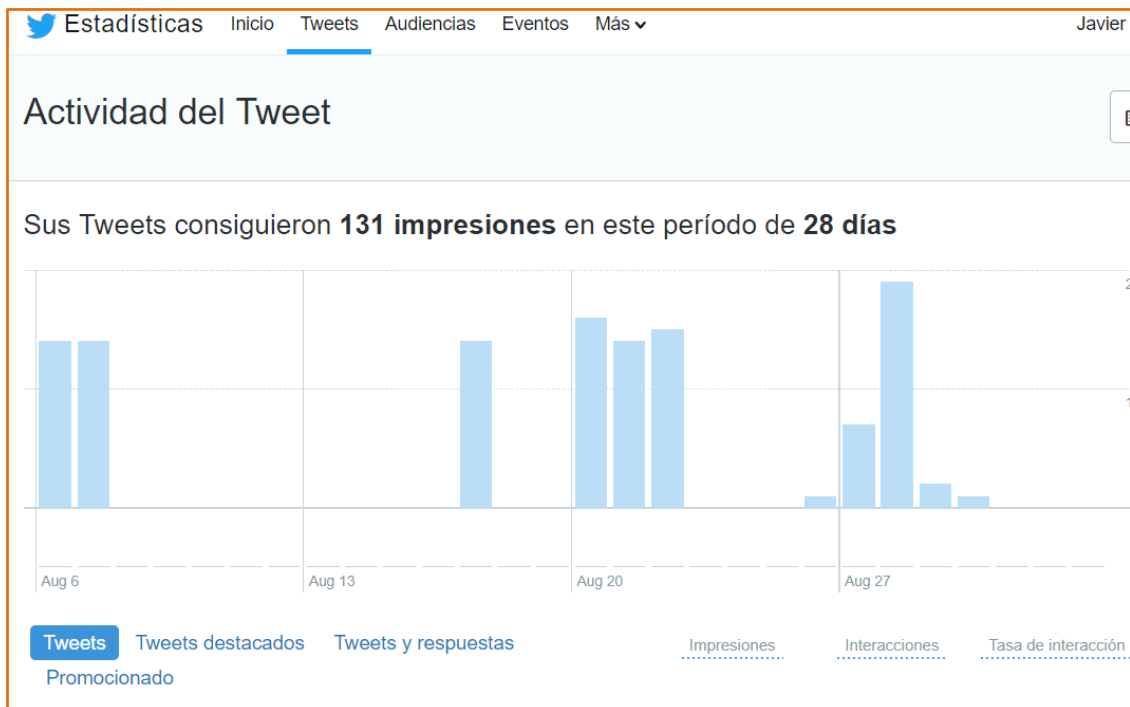 Estadísticas Inicio Tweets Audiencias Eventos Más Javier
Actividad del Tweet
Sus Tweets consiguieron 131 impresiones en este período de 28 días
2
1
Aug 6 Aug 13 Aug 20 Aug 27
Tweets Tweets destacados Tweets y respuestas Impresiones Interacciones Tasa de interacción
Promocionado